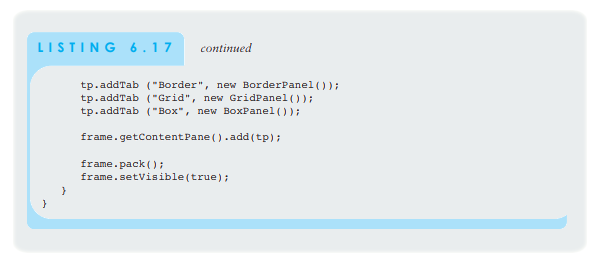 LISTING 6.17 continued
tp.addTab ("Border", new BorderPanel());
tp.addTab ("Grid", new GridPanel());
tp.addTab ("Box", new BoxPanel());
frame.getContentPane().add(tp);
frame.pack();
frame.setVisible(true);
}
}